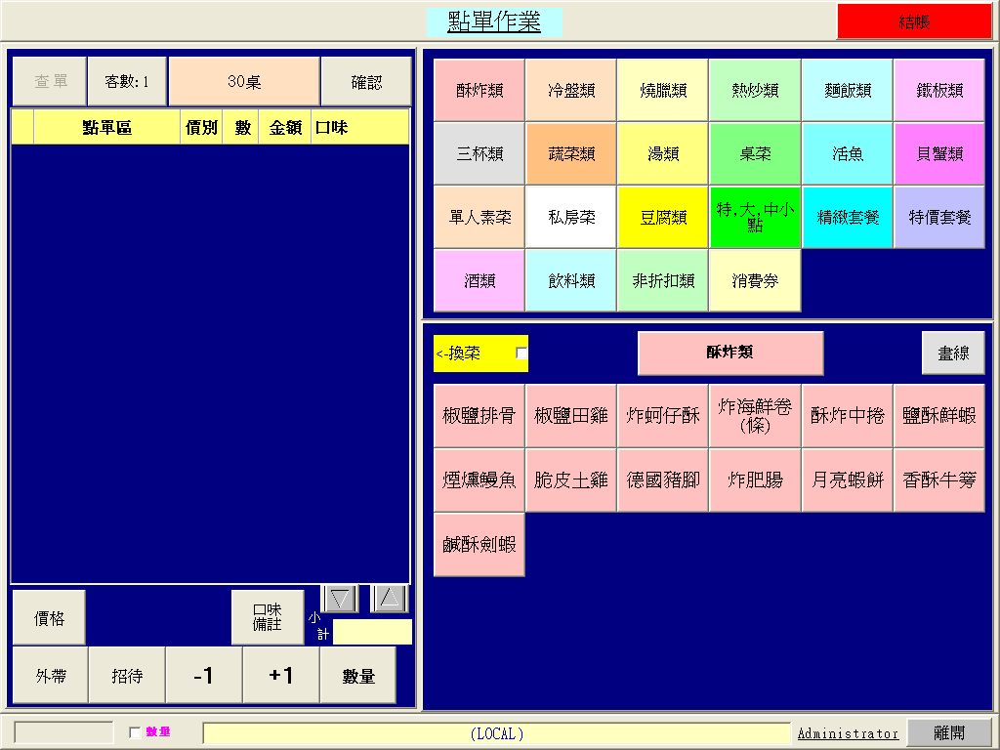 點單作業
結帳
查單
客數: 1
30桌
確認
點單區 價別 數 金額 口味
酥炸類
冷盤類
燒臘類
熱炒類
麵飯類
鐵板類
三杯類
蔬菜類
湯類
桌菜
活魚
貝蟹類
單人素菜
私房菜
豆腐類
特,大,中小
點
精緻套餐
特價套餐
酒類
飲料類
非折扣類
消費券
<-換菜
酥炸類
畫線
椒鹽排骨
椒鹽田雞
炸蚵仔酥
炸海鮮卷
(條)
酥炸中捲
鹽酥鮮蝦
煙燻鰻魚
脆皮土雞
德國豬腳
炸肥腸
月亮蝦餅
香酥牛蒡
鹹酥劍蝦
價格
口味
備註
小
計
外帶
招待
-1
+1
數量
數量
(LOCAL)
Administrator
離開